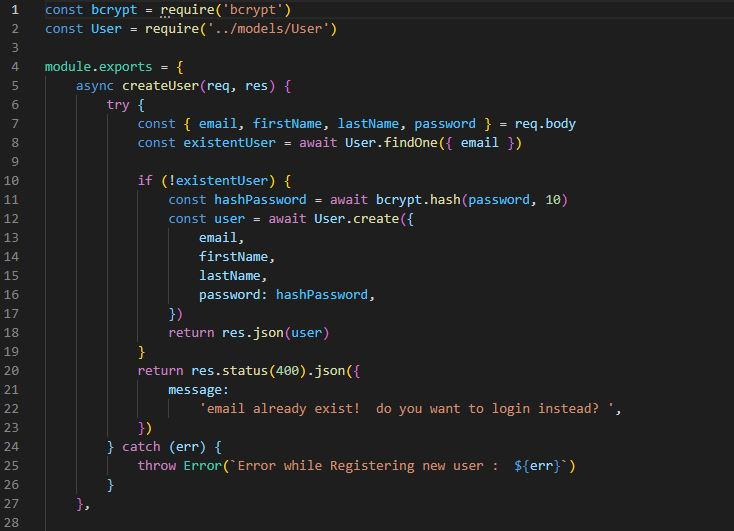 1 const bcrypt = require('bcrypt')
2 const User = require('../models/User')
3
4 module.exports = {
5     async createUser(req, res) {
6         try {
7             const { email, firstName, lastName, password } = req.body
8             const existentUser = await User.findOne({ email })
9
10             if (!existentUser) {
11                 const hashPassword = await bcrypt.hash(password, 10)
12                 const user = await User.create({
13                     email,
14                     firstName,
15                     lastName,
16                     password: hashPassword,
17                 })
18                 return res.json(user)
19             }
20             return res.status(400).json({
21                 message:
22                     'email already exist!  do you want to login instead? ',
23             })
24         } catch (err) {
25             throw Error(`Error while Registering new user :  ${err}`)
26         }
27     },
28